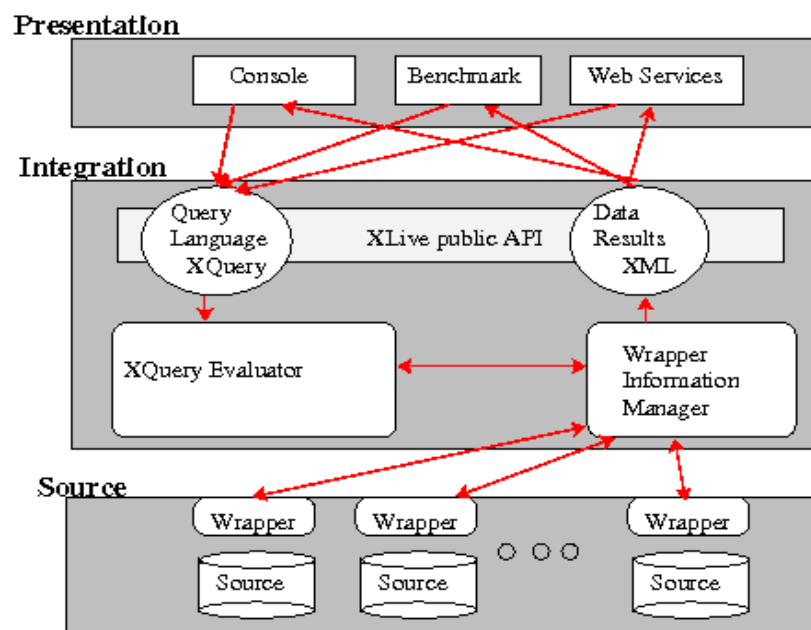 Presentation
Console
Benchmark
Web Services
Integration
Query
Language
XQuery
XLive public API
Data
Results
XML
XQuery Evaluator
Wrapper
Information
Manager
Source
Wrapper
Wrapper
Wrapper
Source
Source
Source